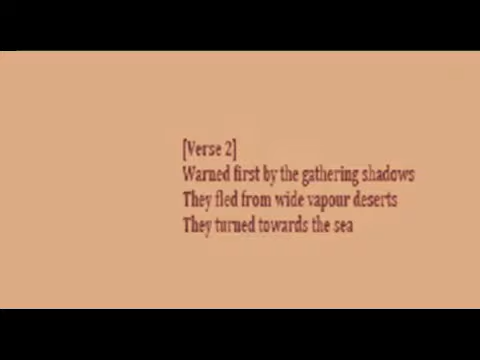 [Verse 2]
Warned first by the gathering shadows
They fled from wide vapour deserts
They turned towards the sea